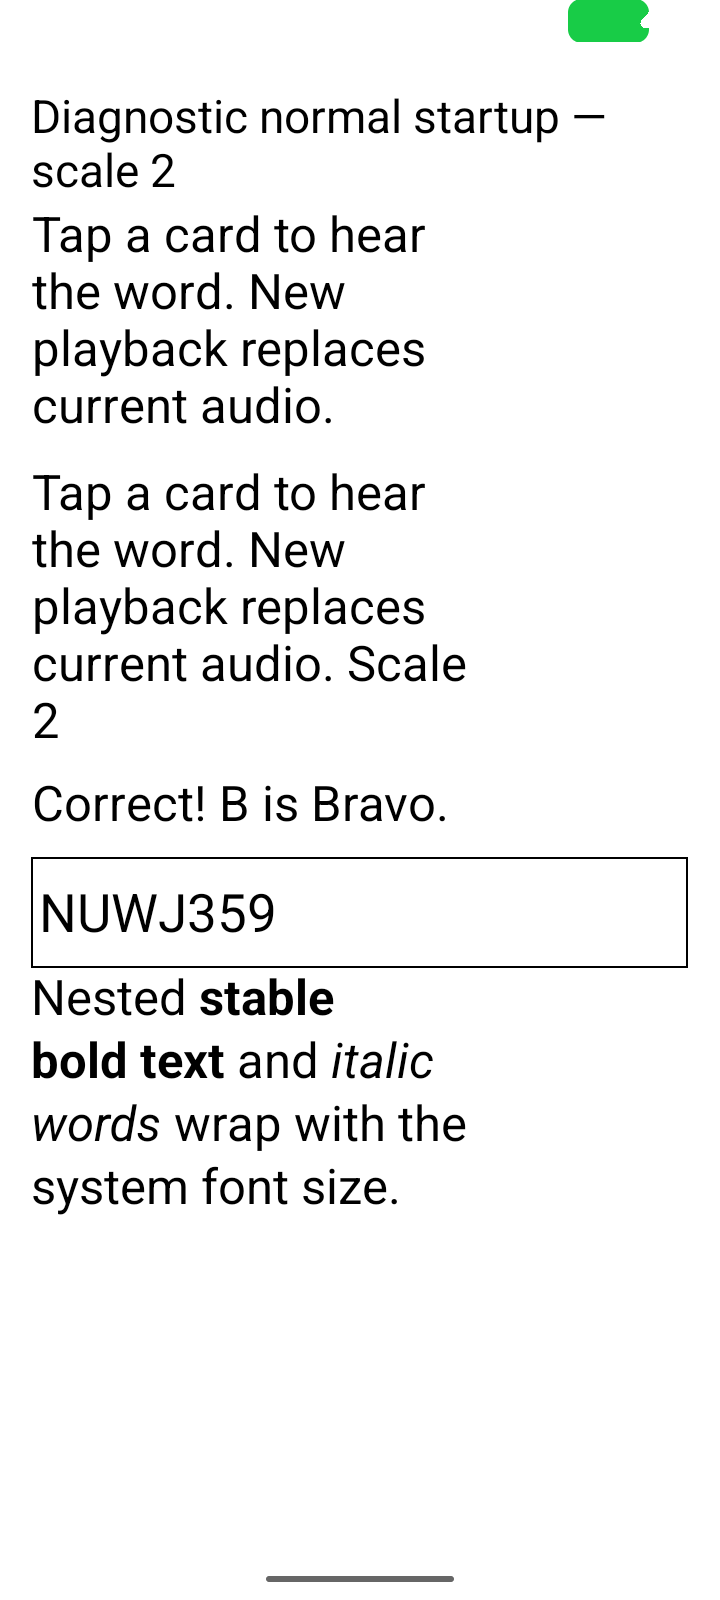 Diagnostic normal startup —
scale 2
Tap a card to hear
the word. New
playback replaces
current audio.
Tap a card to hear
the word. New
playback replaces
current audio. Scale
2
Correct! B is Bravo.
NUWJ359
Nested stable
bold text and italic
words wrap with the
system font size.